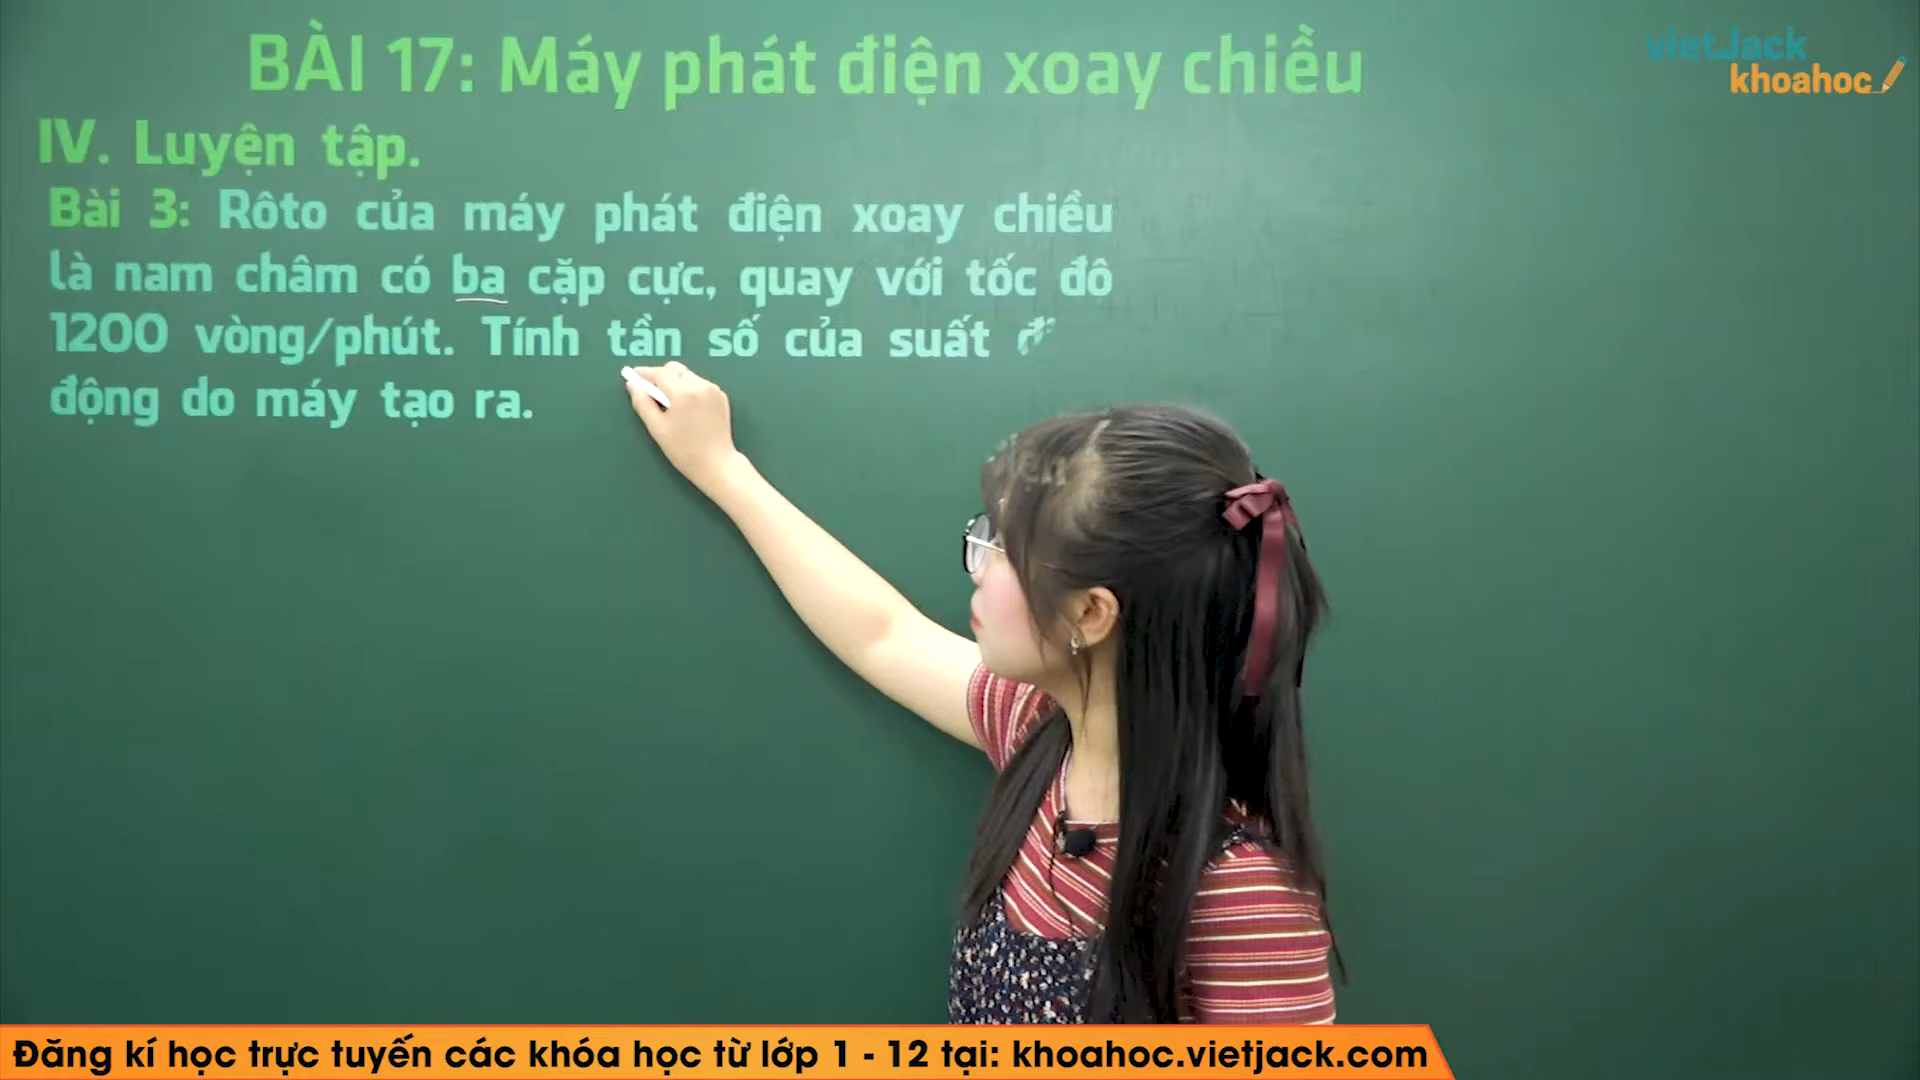 BÀI 17: Máy phát điện xoay chiều
vietJack
khoahoc
IV. Luyện tập.
Bài 3: Rôto của máy phát điện xoay chiều
là nam châm có ba cặp cực, quay với tốc đô
1200 vòng/phút. Tính tần số của suất
động do máy tạo ra.
Đăng kí học trực tuyến các khóa học từ lớp 1 - 12 tại: khoahoc.vietjack.com